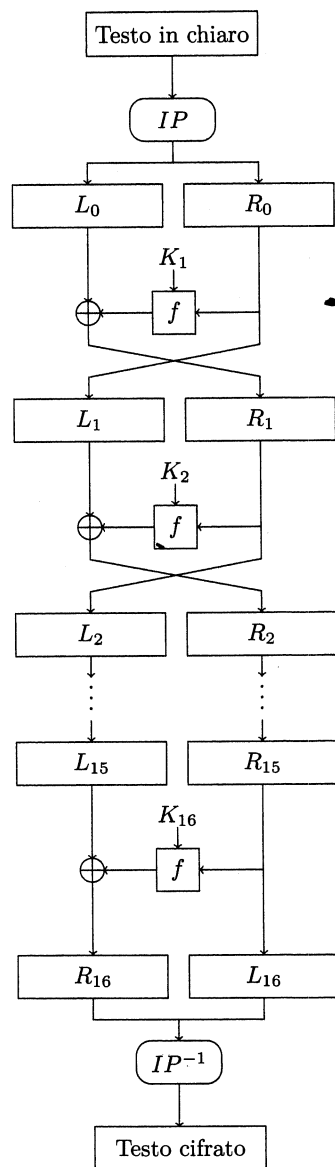 Testo in chiaro
IP
L₀ R₀
K₁
f
L₁ R₁
K₂
f
L₂ R₂
L₁₅ R₁₅
K₁₆
f
R₁₆ L₁₆
IP⁻¹
Testo cifrato